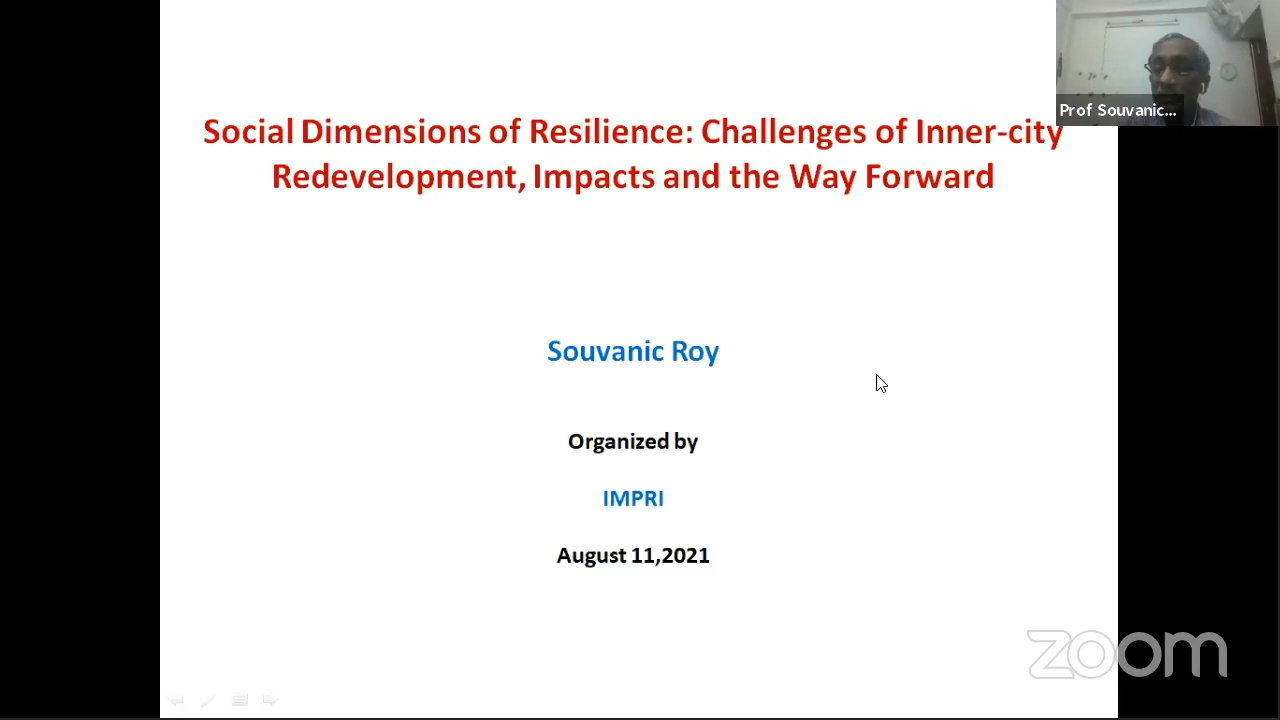 Social Dimensions of Resilience: Challenges of Inner-city
Redevelopment, Impacts and the Way Forward
Souvanic Roy
Organized by
IMPRI
August 11,2021
Prof Souvanic...
zoom